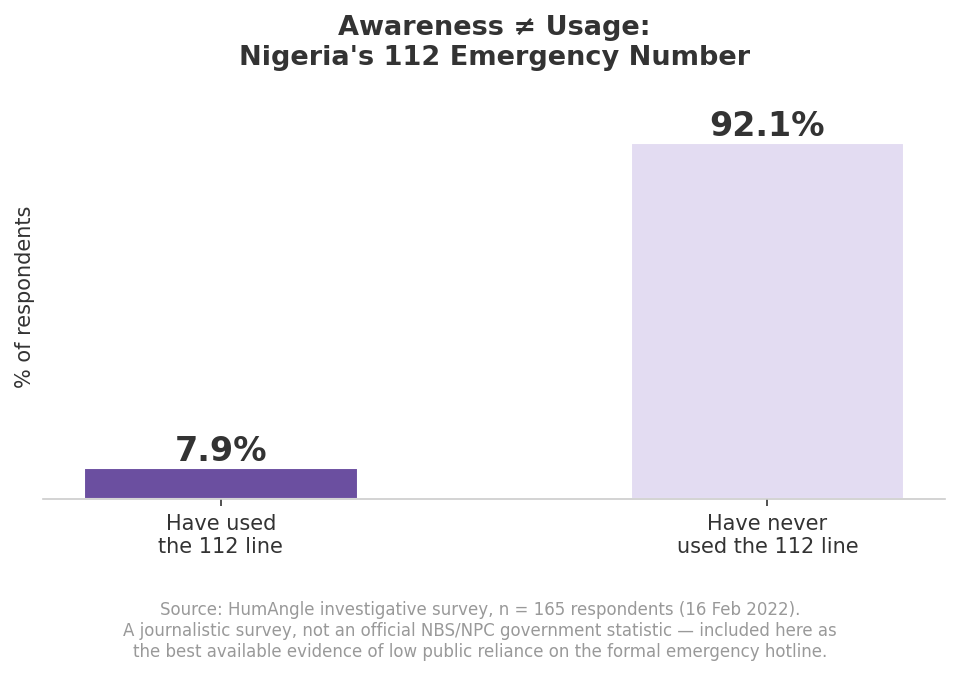 Awareness ≠ Usage:
Nigeria's 112 Emergency Number
% of respondents
7.9%
92.1%
Have used
the 112 line
Have never
used the 112 line
Source: HumAngle investigative survey, n = 165 respondents (16 Feb 2022).
A journalistic survey, not an official NBS/NPC government statistic — included here as
the best available evidence of low public reliance on the formal emergency hotline.